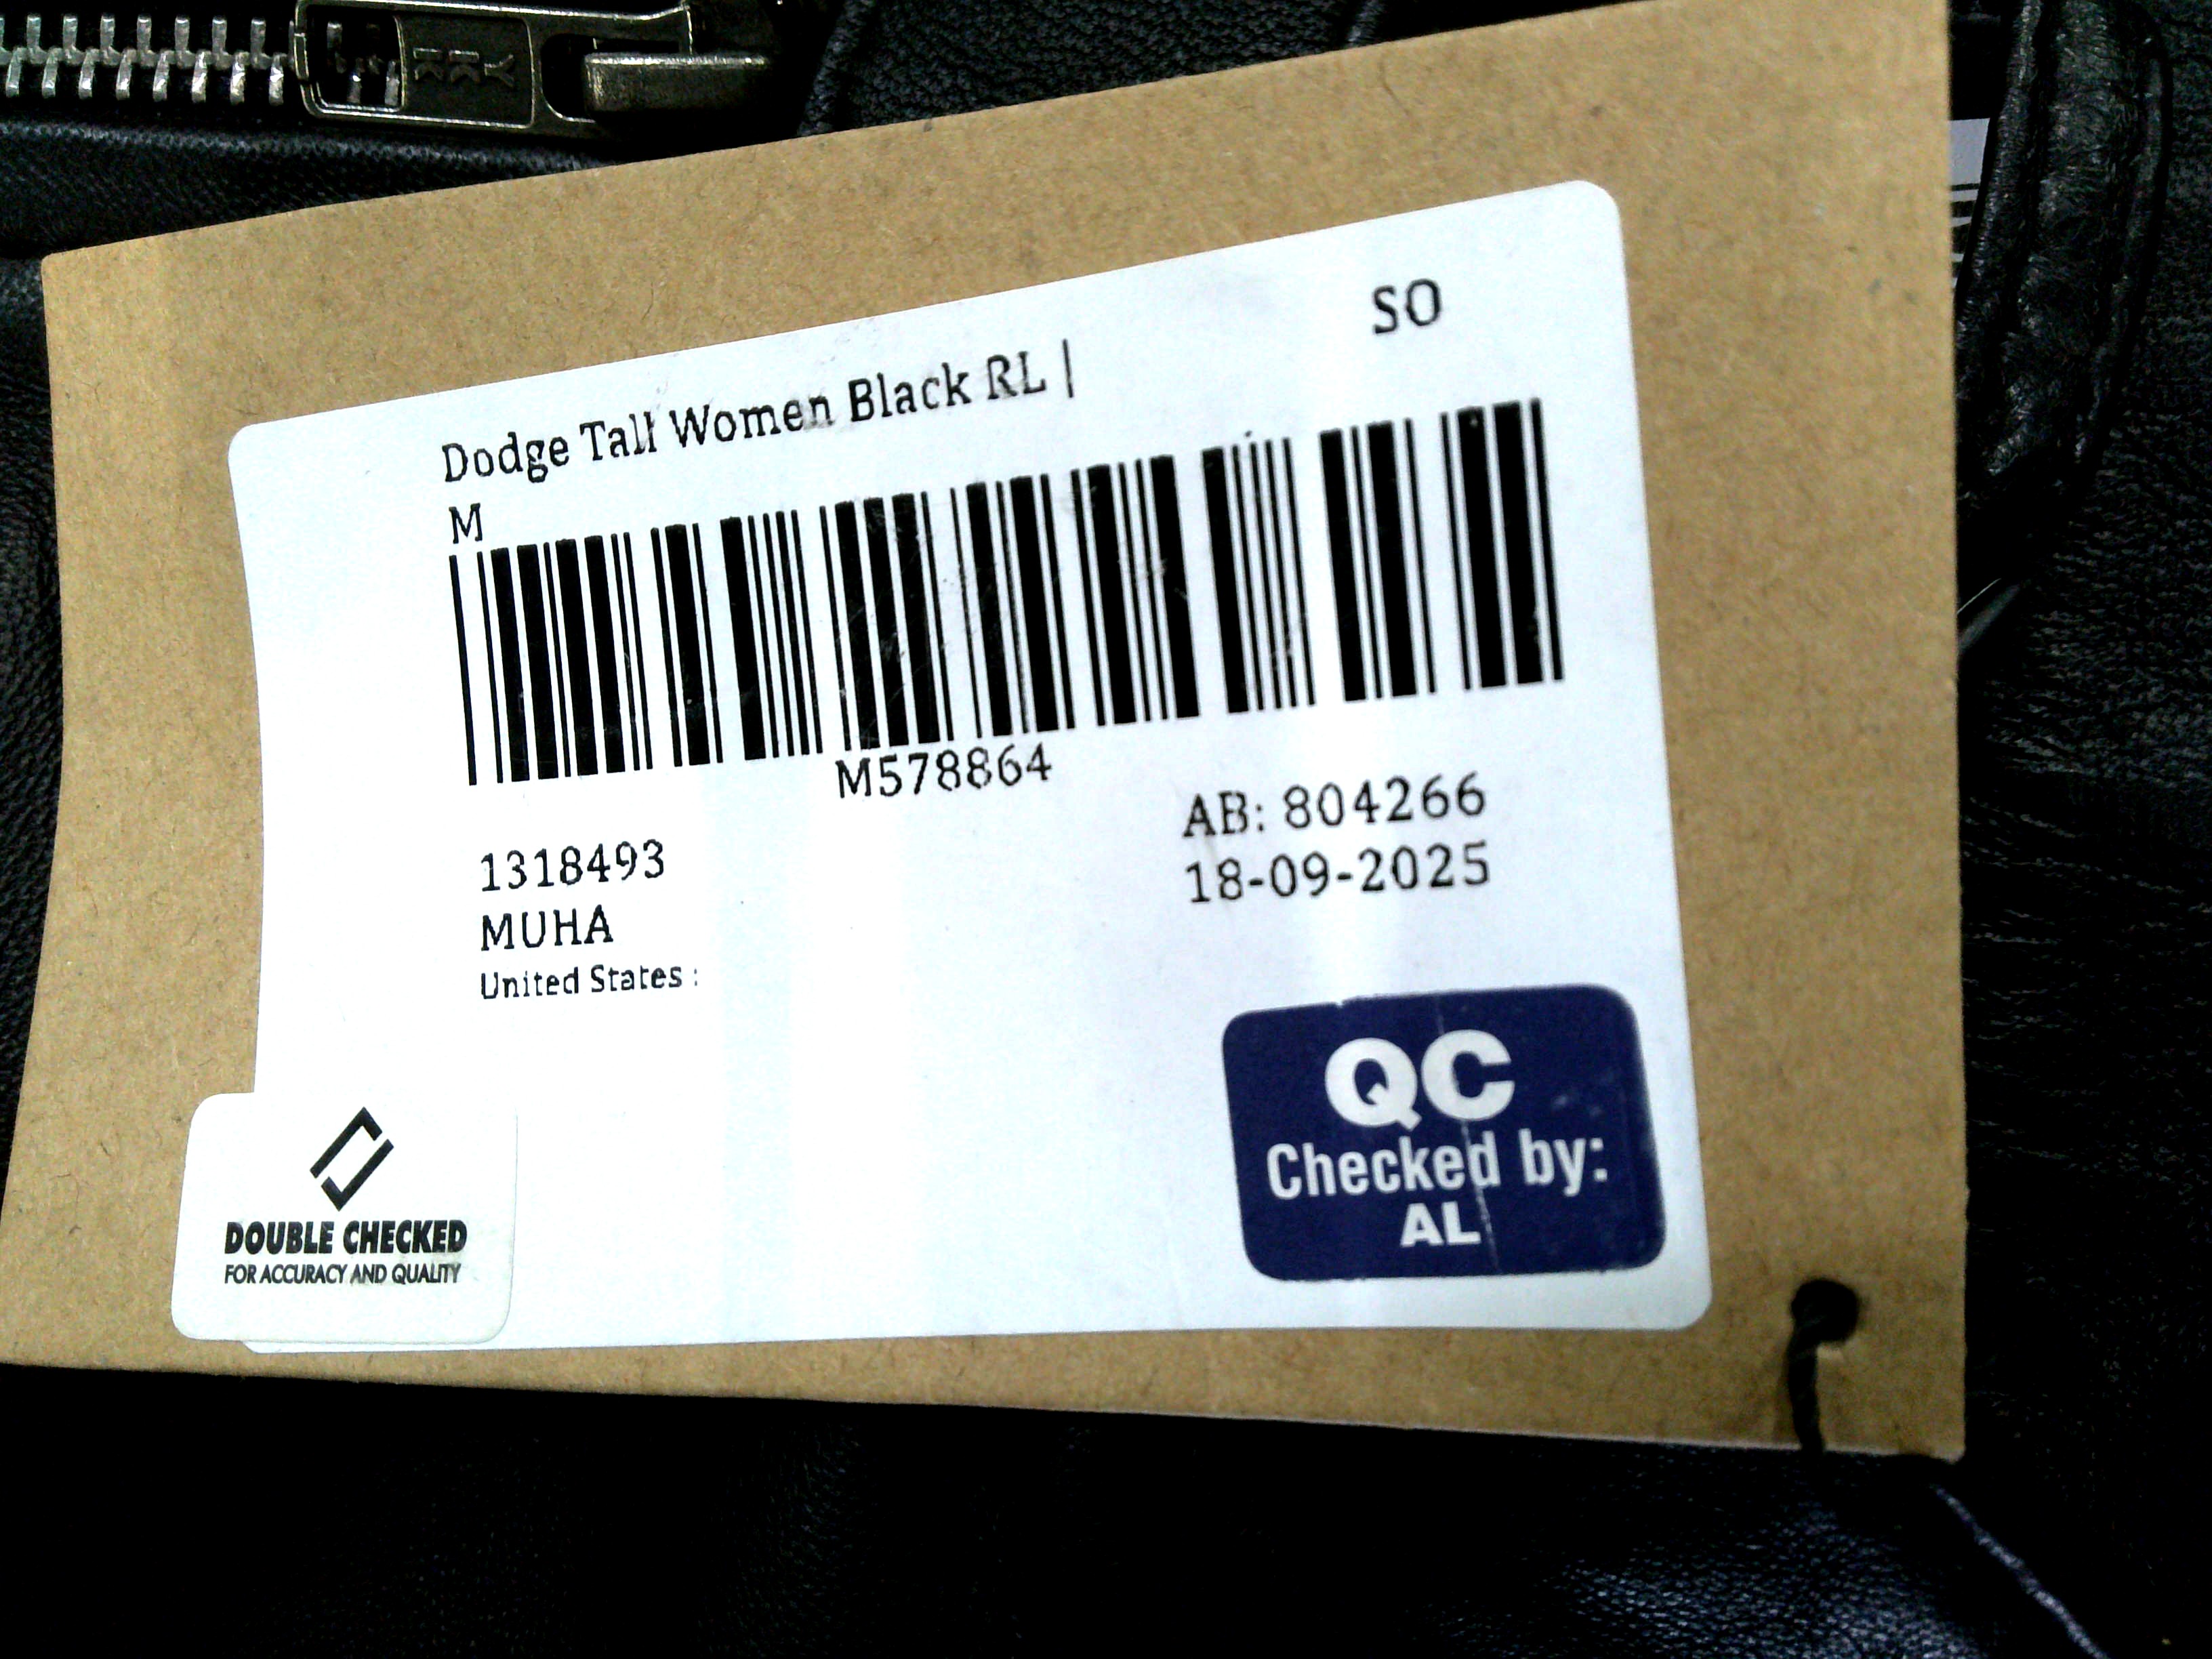 YKK
SO
Dodge Tall Women Black RL |
M
M578864
AB: 804266
1318493
18-09-2025
MUHA
United States :
QC
Checked by:
AL
DOUBLE CHECKED
FOR ACCURACY AND QUALITY